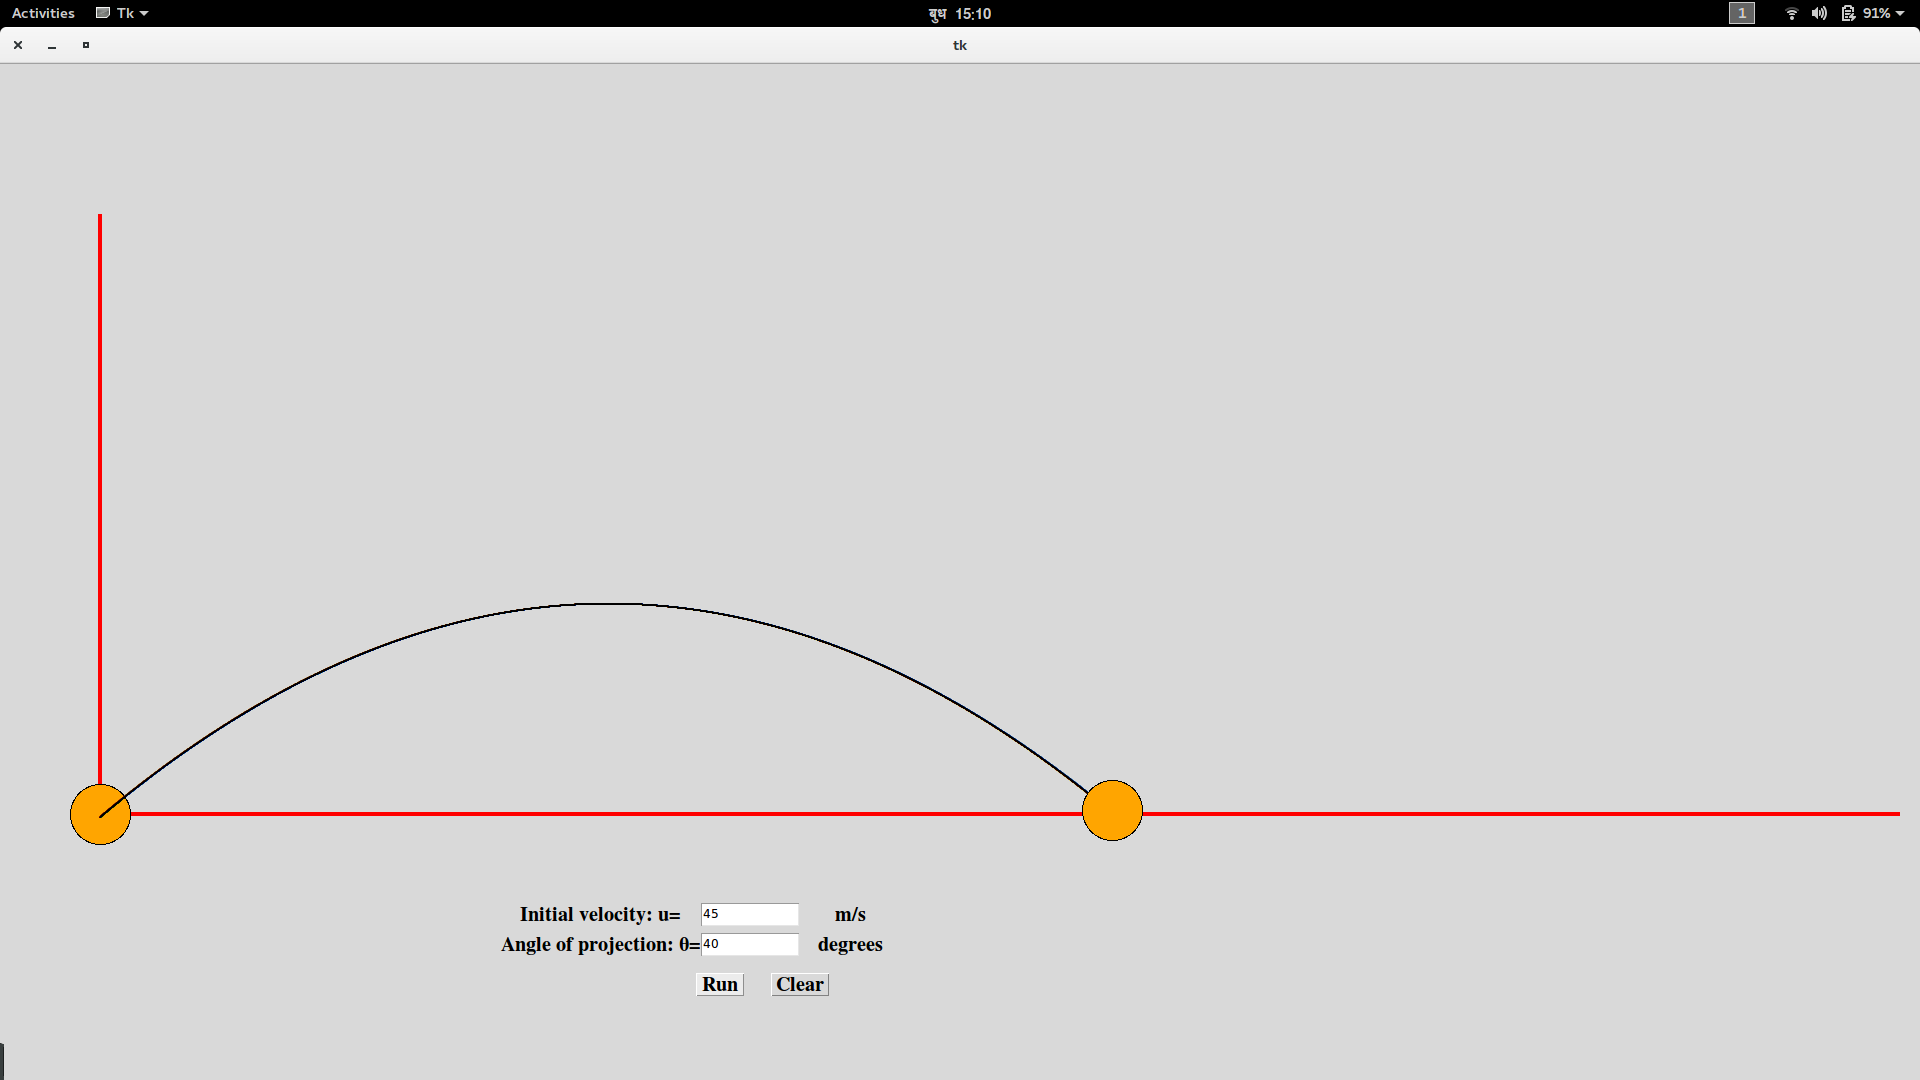 Activities Tk बुध 15:10 1 91%
tk
Initial velocity: u= 45 m/s
Angle of projection: θ= 40 degrees
Run Clear